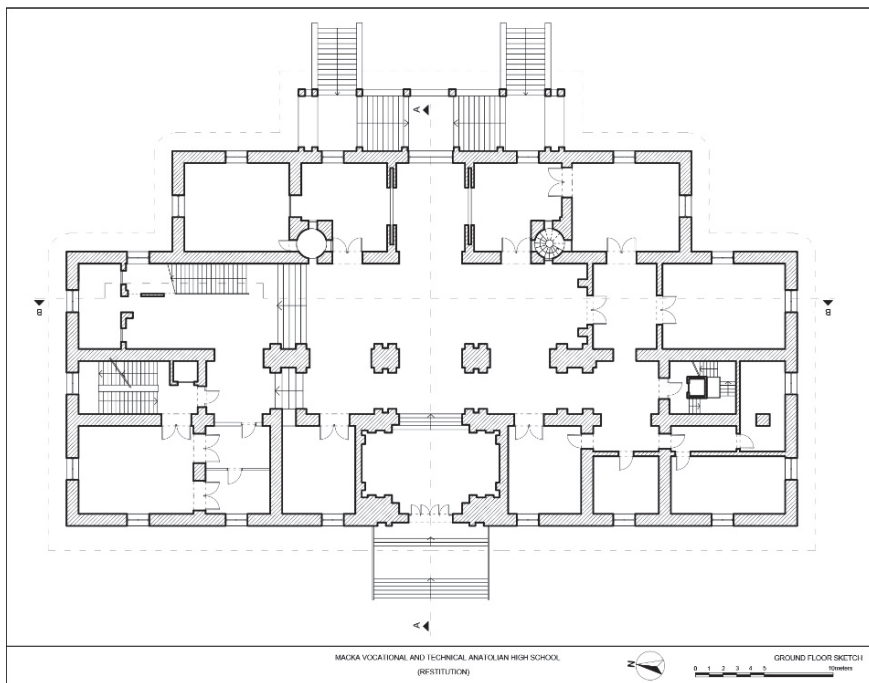 A
B
B
A
MACKA VOCATIONAL AND TECHNICAL ANATOLIAN HIGH SCHOOL
(RESTITUTION)
N
GROUND FLOOR SKETCH
0 1 2 3 4 5 10meters